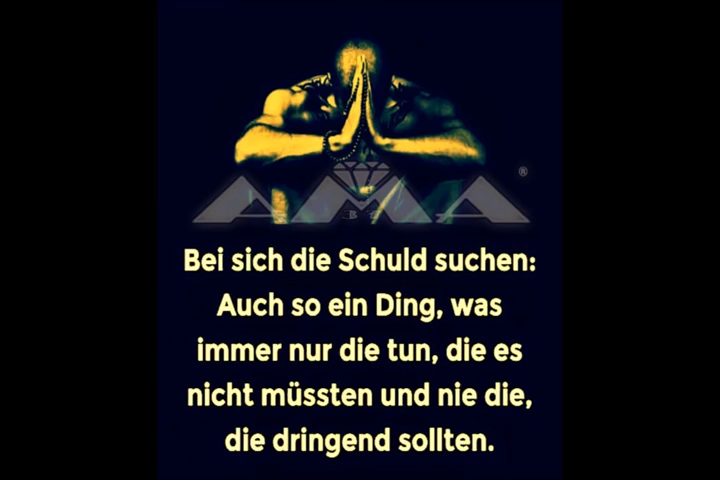 AMA
®
Bei sich die Schuld suchen:
Auch so ein Ding, was
immer nur die tun, die es
nicht müssten und nie die,
die dringend sollten.